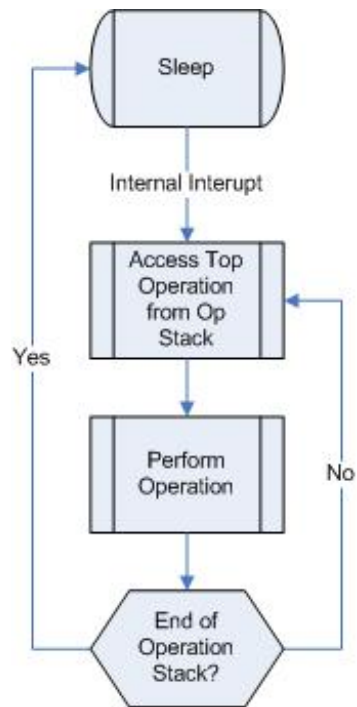 Sleep
Internal Interupt
Access Top
Operation
from Op
Stack
Yes
Perform
Operation
No
End of
Operation
Stack?